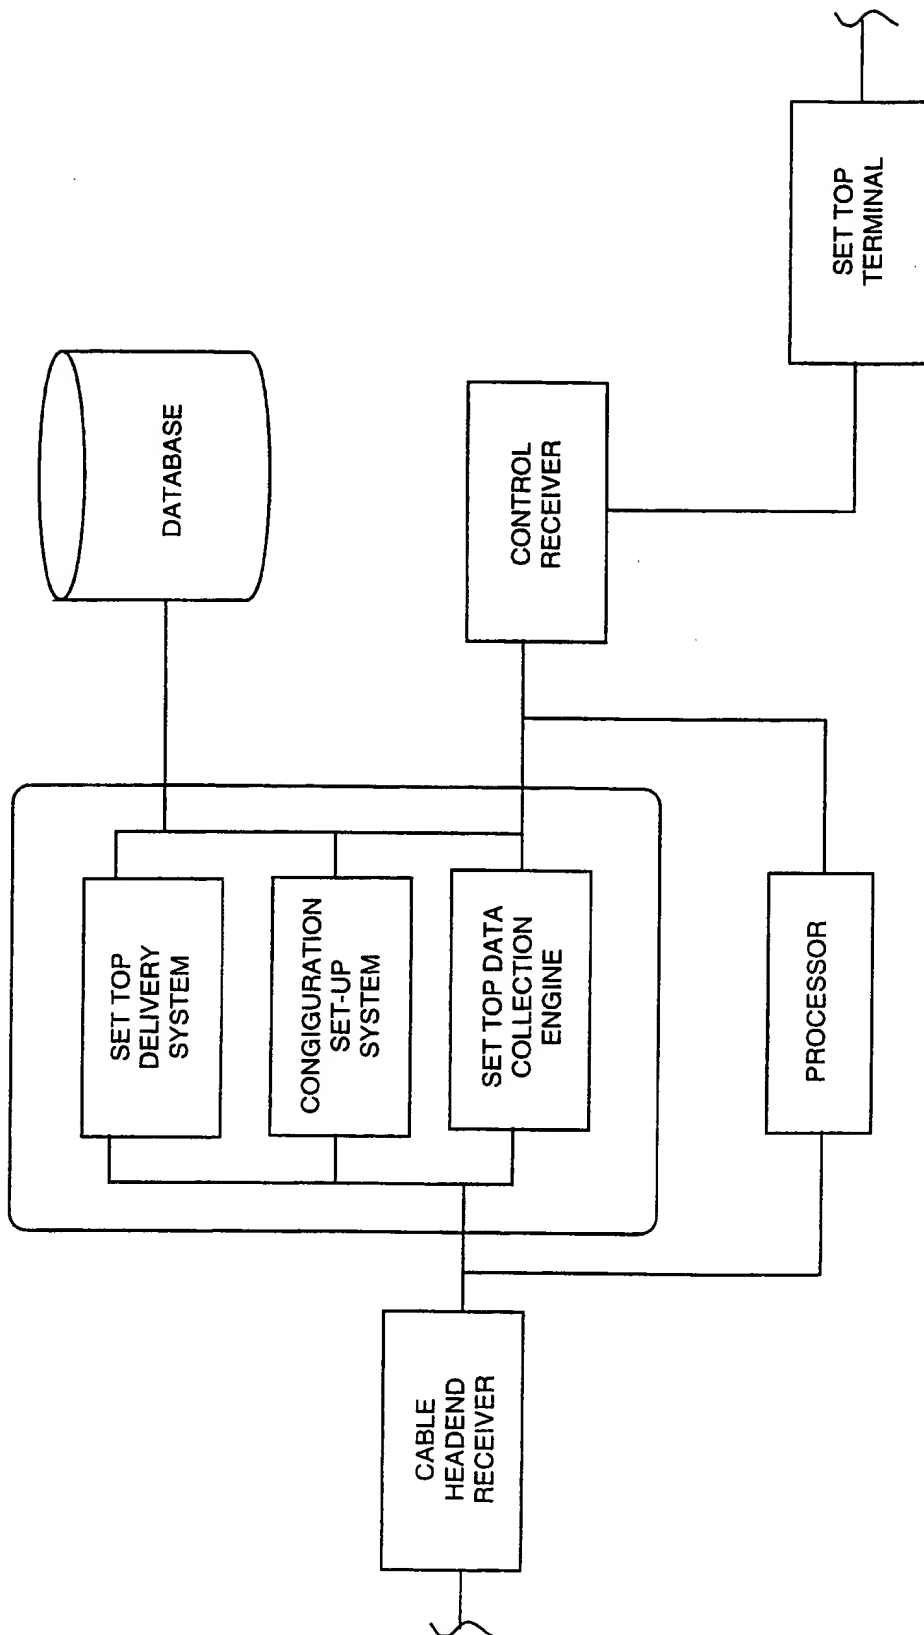 DATABASE
SET TOP
DELIVERY
SYSTEM
CONGIGURATION
SET-UP
SYSTEM
SET TOP DATA
COLLECTION
ENGINE
CABLE
HEADEND
RECEIVER
CONTROL
RECEIVER
PROCESSOR
SET TOP
TERMINAL